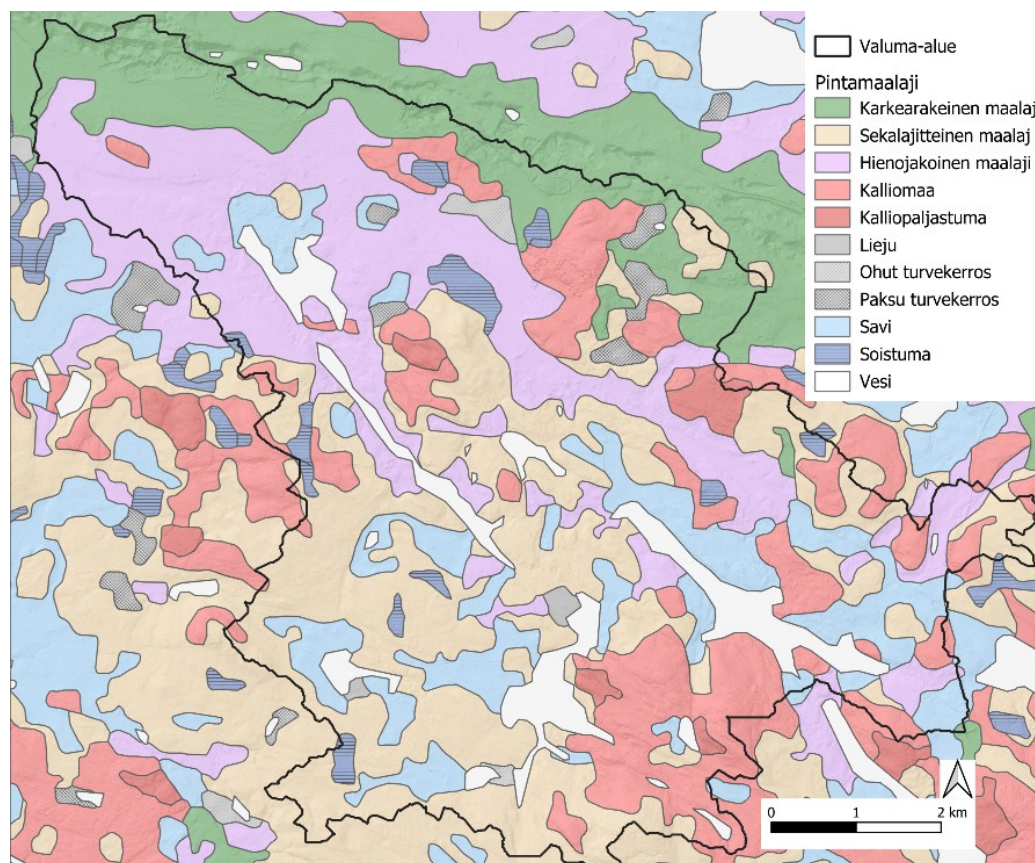 Valuma-alue
Pintamaalaji
Karkearakeinen maalaj
Sekalajitteinen maalaj
Hienojakoinen maalaji
Kalliomaa
Kalliopaljastuma
Lieju
Ohut turvekerros
Paksu turvekerros
Savi
Soistuma
Vesi
0 1 2 km